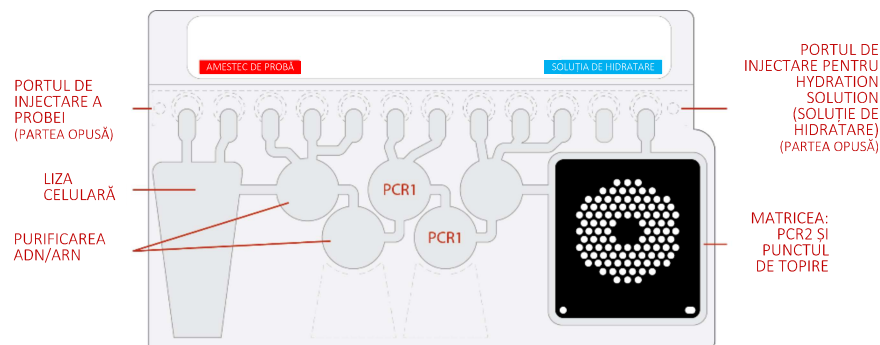 AMESTEC DE PROBĂ
SOLUȚIA DE HIDRATARE
PORTUL DE
INJECTARE A
PROBEI
(PARTEA OPUSĂ)
LIZA
CELULARĂ
PURIFICAREA
ADN/ARN
PCR1
PCR1
PORTUL DE
INJECTARE PENTRU
HYDRATION
SOLUTION
(SOLUȚIE DE
HIDRATARE)
(PARTEA OPUSĂ)
MATRICEA:
PCR2 ȘI
PUNCTUL
DE TOPIRE